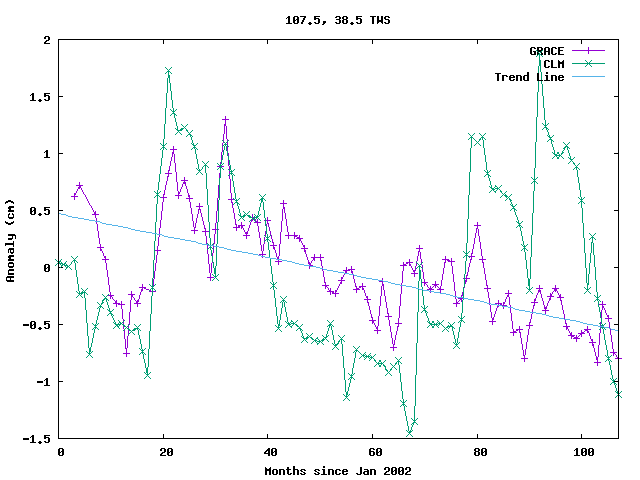 107.5, 38.5 TWS
GRACE
CLM
Trend Line
2
1.5
1
0.5
0
-0.5
-1
-1.5
Anomaly (cm)
0 20 40 60 80 100
Months since Jan 2002